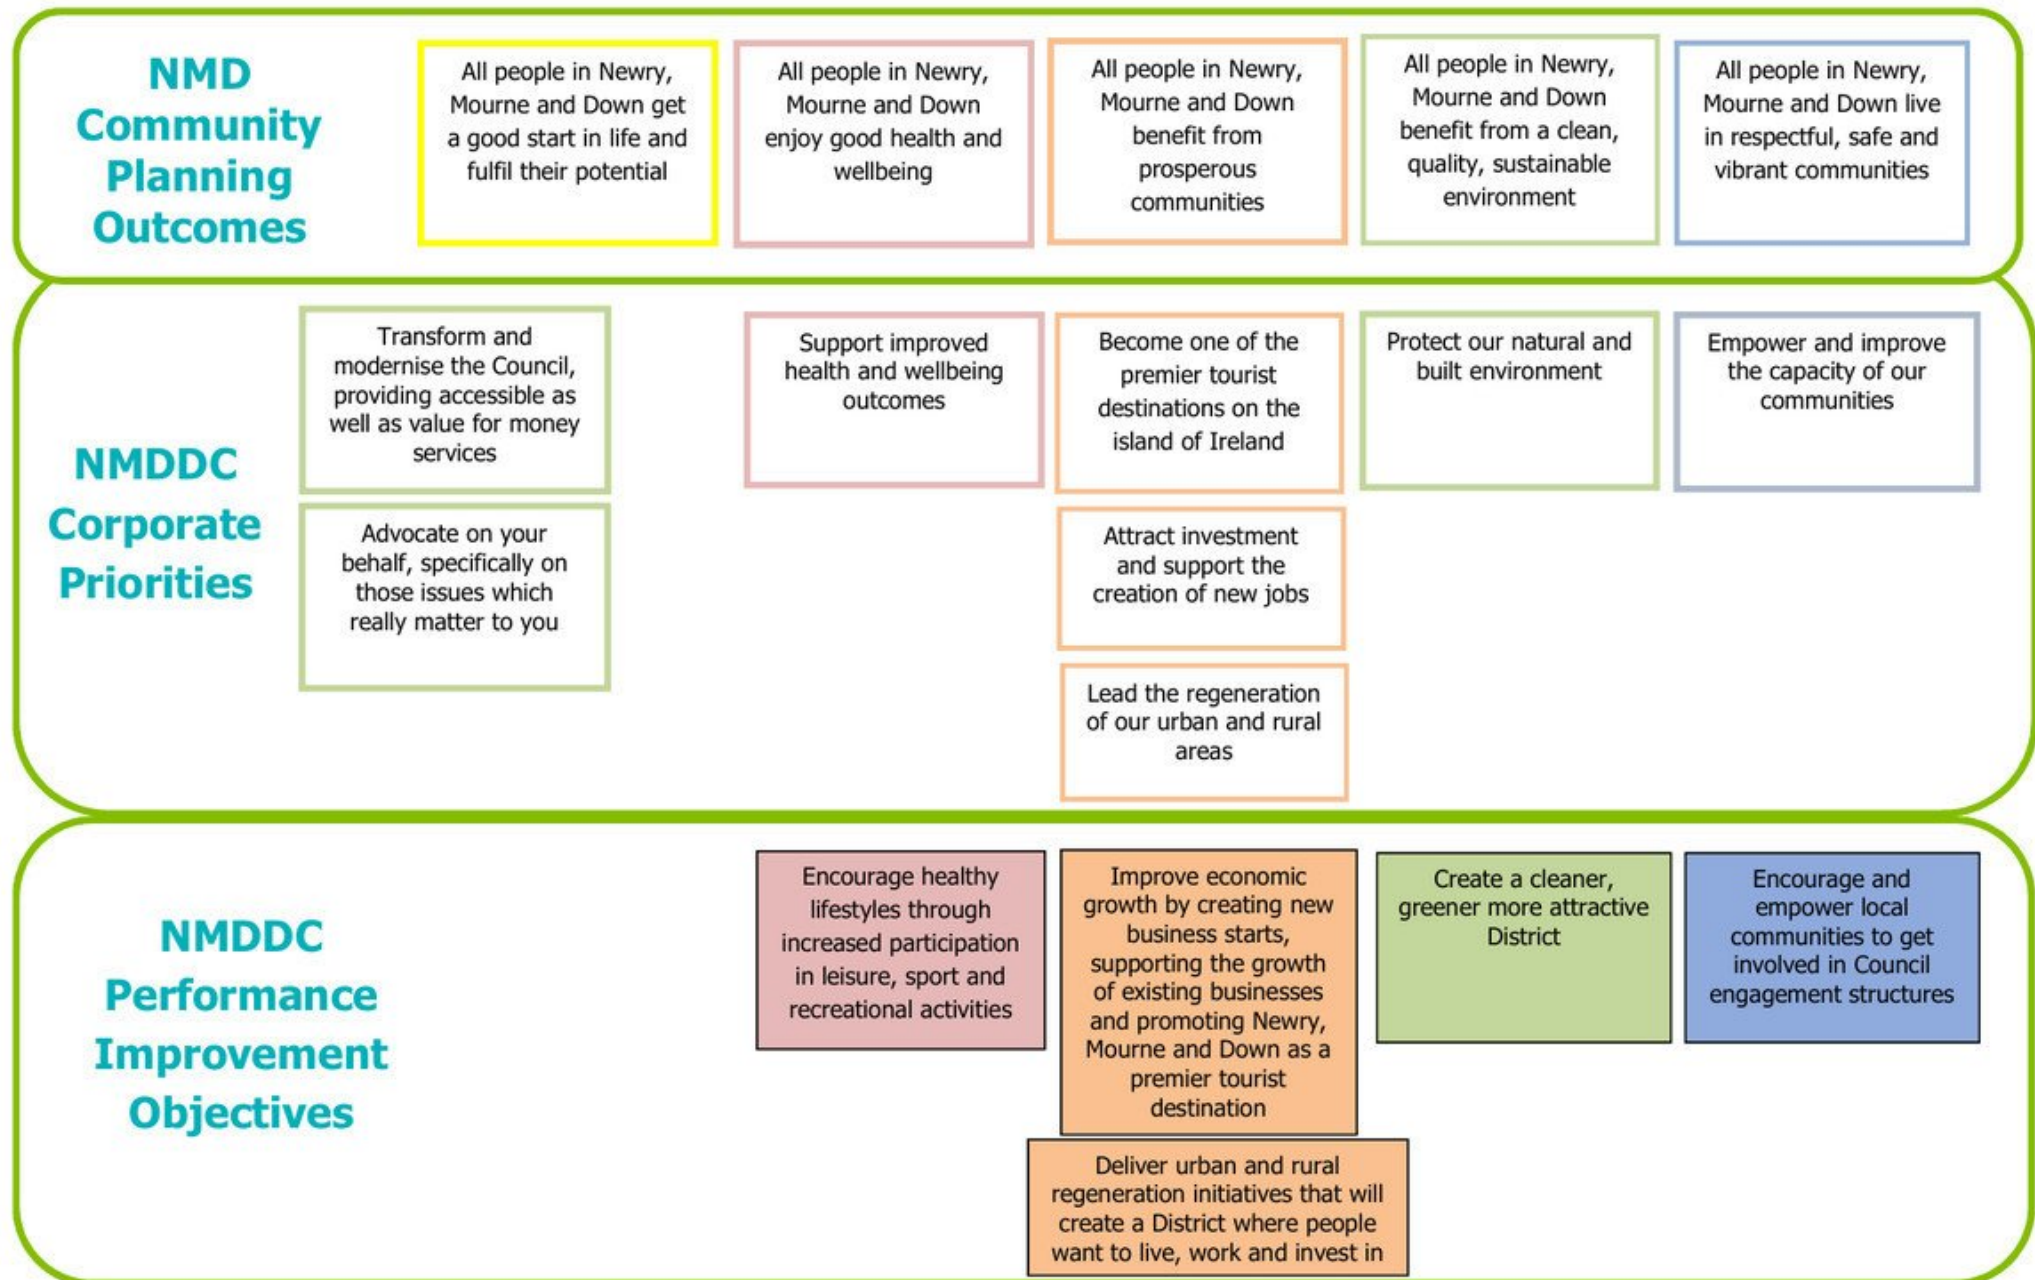 NMD
Community
Planning
Outcomes
All people in Newry,
Mourne and Down get
a good start in life and
fulfil their potential
All people in Newry,
Mourne and Down
enjoy good health and
wellbeing
All people in Newry,
Mourne and Down
benefit from
prosperous
communities
All people in Newry,
Mourne and Down
benefit from a clean,
quality, sustainable
environment
All people in Newry,
Mourne and Down live
in respectful, safe and
vibrant communities
NMDDC
Corporate
Priorities
Transform and
modernise the Council,
providing accessible as
well as value for money
services
Advocate on your
behalf, specifically on
those issues which
really matter to you
Support improved
health and wellbeing
outcomes
Become one of the
premier tourist
destinations on the
island of Ireland
Attract investment
and support the
creation of new jobs
Lead the regeneration
of our urban and rural
areas
Protect our natural and
built environment
Empower and improve
the capacity of our
communities
NMDDC
Performance
Improvement
Objectives
Encourage healthy
lifestyles through
increased participation
in leisure, sport and
recreational activities
Improve economic
growth by creating new
business starts,
supporting the growth
of existing businesses
and promoting Newry,
Mourne and Down as a
premier tourist
destination
Deliver urban and rural
regeneration initiatives that will
create a District where people
want to live, work and invest in
Create a cleaner,
greener more attractive
District
Encourage and
empower local
communities to get
involved in Council
engagement structures